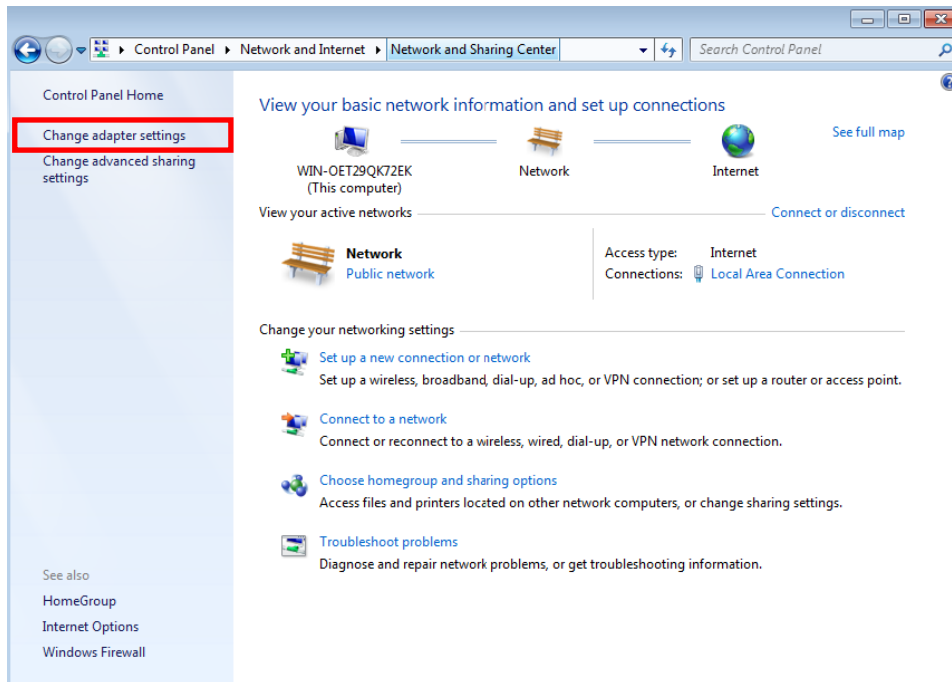 Control Panel
Network and Internet
Network and Sharing Center
Search Control Panel
Control Panel Home
Change adapter settings
Change advanced sharing
settings
See also
HomeGroup
Internet Options
Windows Firewall
View your basic network information and set up connections
See full map
WIN-OET29QK72EK
(This computer)
Network
Internet
View your active networks
Connect or disconnect
Network
Public network
Access type: Internet
Connections: Local Area Connection
Change your networking settings
Set up a new connection or network
Set up a wireless, broadband, dial-up, ad hoc, or VPN connection; or set up a router or access point.
Connect to a network
Connect or reconnect to a wireless, wired, dial-up, or VPN network connection.
Choose homegroup and sharing options
Access files and printers located on other network computers, or change sharing settings.
Troubleshoot problems
Diagnose and repair network problems, or get troubleshooting information.